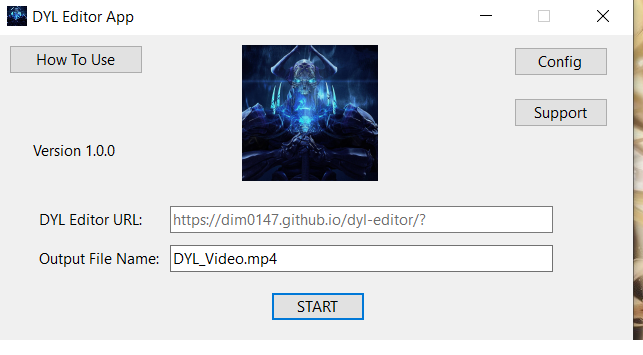 DYL Editor App
How To Use
Config
Support
Version 1.0.0
DYL Editor URL: https://dim0147.github.io/dyl-editor/?
Output File Name: DYL_Video.mp4
START